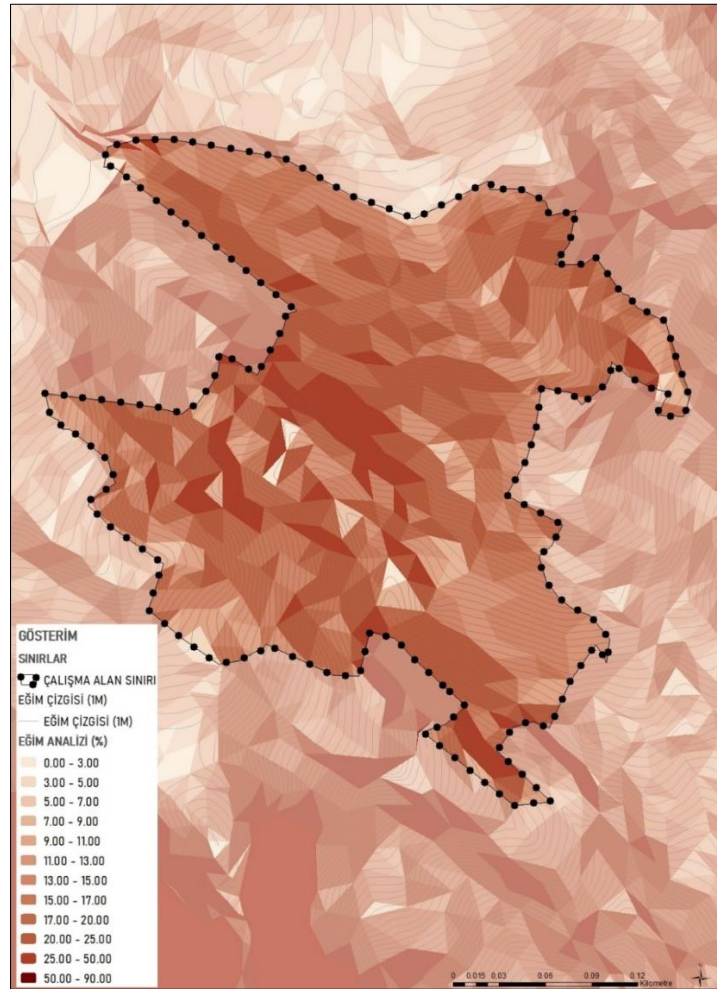 GÖSTERİM
SINIRLAR
ÇALIŞMA ALAN SINIRI
EĞİM ÇİZGİSİ (1M)
EĞİM ÇİZGİSİ (1M)
EĞİM ANALİZİ (%)
0.00 - 3.00
3.00 - 5.00
5.00 - 7.00
7.00 - 9.00
9.00 - 11.00
11.00 - 13.00
13.00 - 15.00
15.00 - 17.00
17.00 - 20.00
20.00 - 25.00
25.00 - 50.00
50.00 - 90.00
0 0.015 0.03 0.06 0.09 0.12
Kilometre